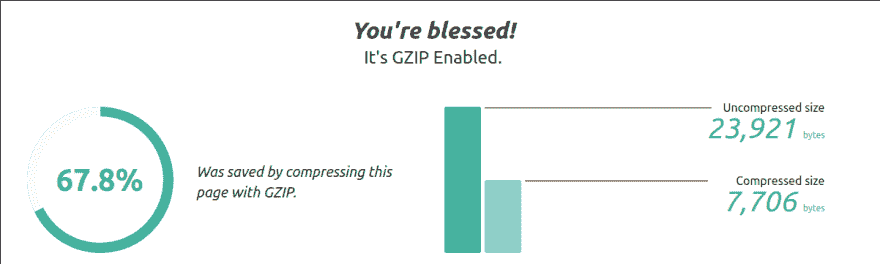 You're blessed!
It's GZIP Enabled.
67.8%
Was saved by compressing this
page with GZIP.
Uncompressed size
23,921 bytes
Compressed size
7,706 bytes